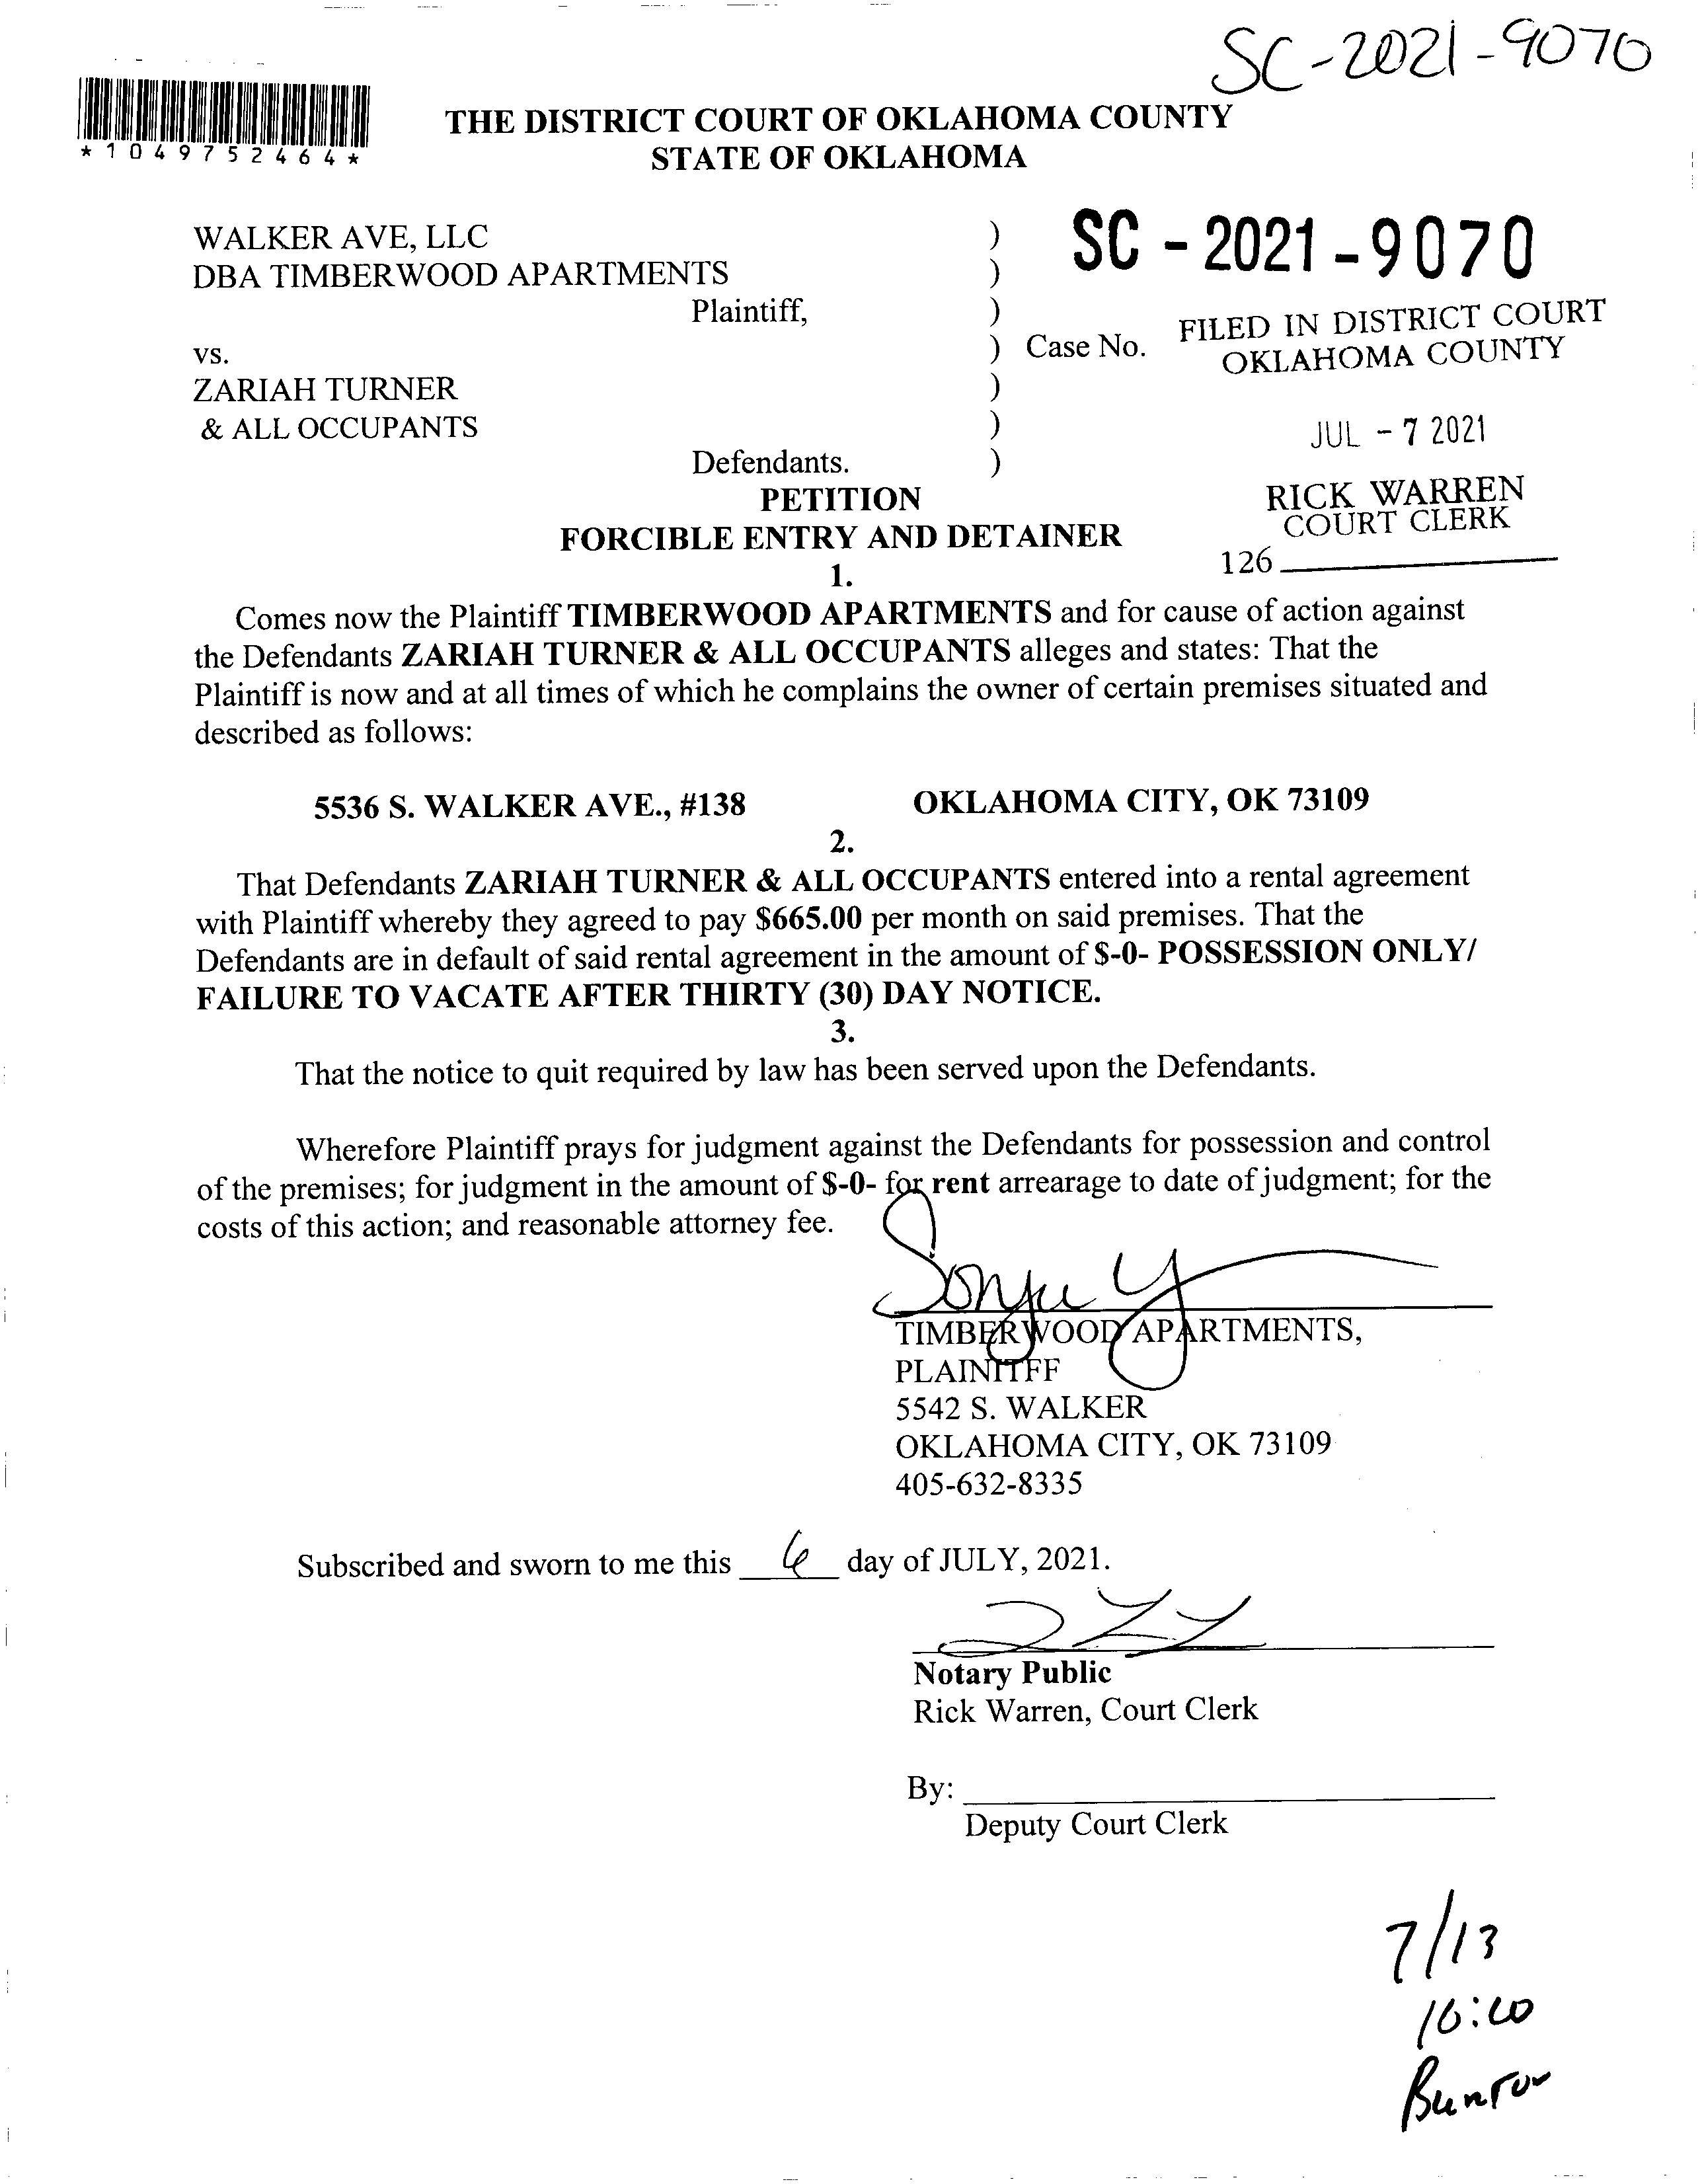 SC-2021-9070
*1049752464*
THE DISTRICT COURT OF OKLAHOMA COUNTY
STATE OF OKLAHOMA
WALKER AVE, LLC )
DBA TIMBERWOOD APARTMENTS )
Plaintiff, )
vs. ) Case No.
ZARIAH TURNER )
& ALL OCCUPANTS )
Defendants. )
SC - 2021 - 9070
FILED IN DISTRICT COURT
OKLAHOMA COUNTY
JUL - 7 2021
RICK WARREN
COURT CLERK
126
PETITION
FORCIBLE ENTRY AND DETAINER
1.
Comes now the Plaintiff TIMBERWOOD APARTMENTS and for cause of action against
the Defendants ZARIAH TURNER & ALL OCCUPANTS alleges and states: That the
Plaintiff is now and at all times of which he complains the owner of certain premises situated and
described as follows:
5536 S. WALKER AVE., #138 OKLAHOMA CITY, OK 73109
2.
That Defendants ZARIAH TURNER & ALL OCCUPANTS entered into a rental agreement
with Plaintiff whereby they agreed to pay $665.00 per month on said premises. That the
Defendants are in default of said rental agreement in the amount of $-0- POSSESSION ONLY/
FAILURE TO VACATE AFTER THIRTY (30) DAY NOTICE.
3.
That the notice to quit required by law has been served upon the Defendants.
Wherefore Plaintiff prays for judgment against the Defendants for possession and control
of the premises; for judgment in the amount of $-0- for rent arrearage to date of judgment; for the
costs of this action; and reasonable attorney fee.
TIMBERWOOD APARTMENTS,
PLAINITFF
5542 S. WALKER
OKLAHOMA CITY, OK 73109
405-632-8335
Subscribed and sworn to me this 6 day of JULY, 2021.
Notary Public
Rick Warren, Court Clerk
By:
Deputy Court Clerk
7/13